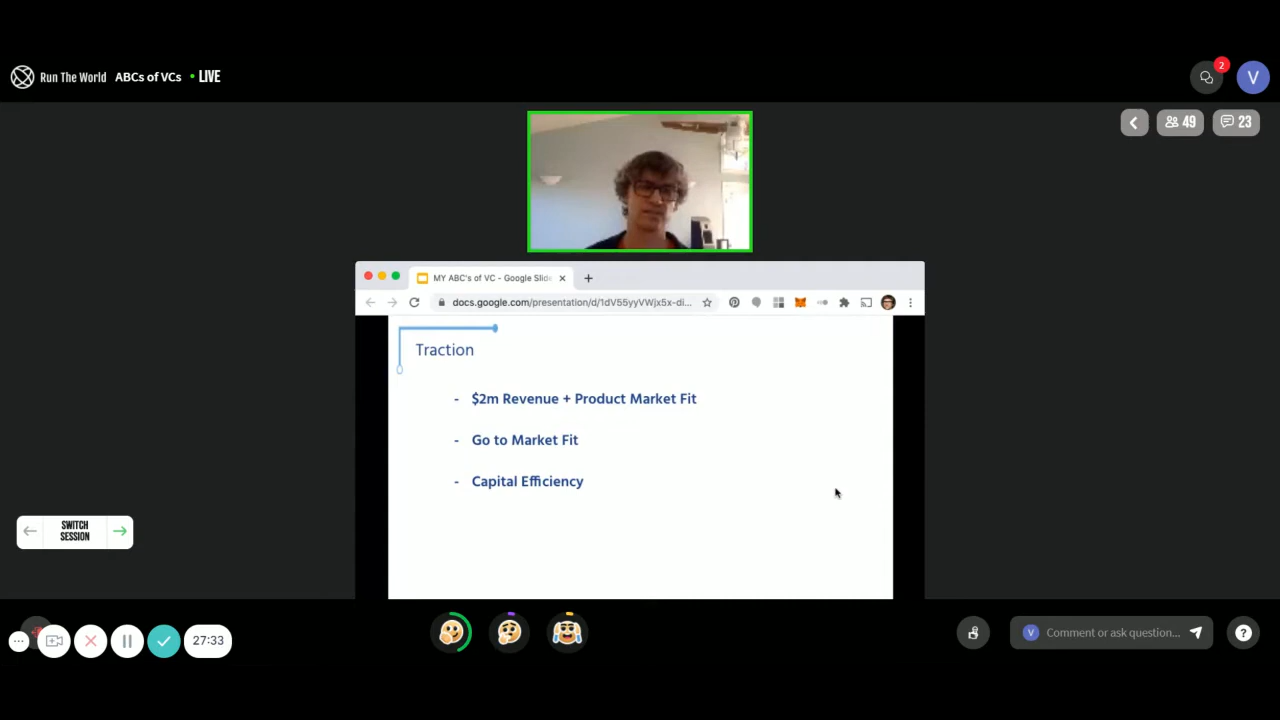 Run The World ABCs of VCs • LIVE
2
V
49
23
MY ABC's of VC - Google Slide
docs.google.com/presentation/d/1dV55yyVWjx5x-di...
Traction
- $2m Revenue + Product Market Fit
- Go to Market Fit
- Capital Efficiency
SWITCH
SESSION
27:33
V Comment or ask question...
?